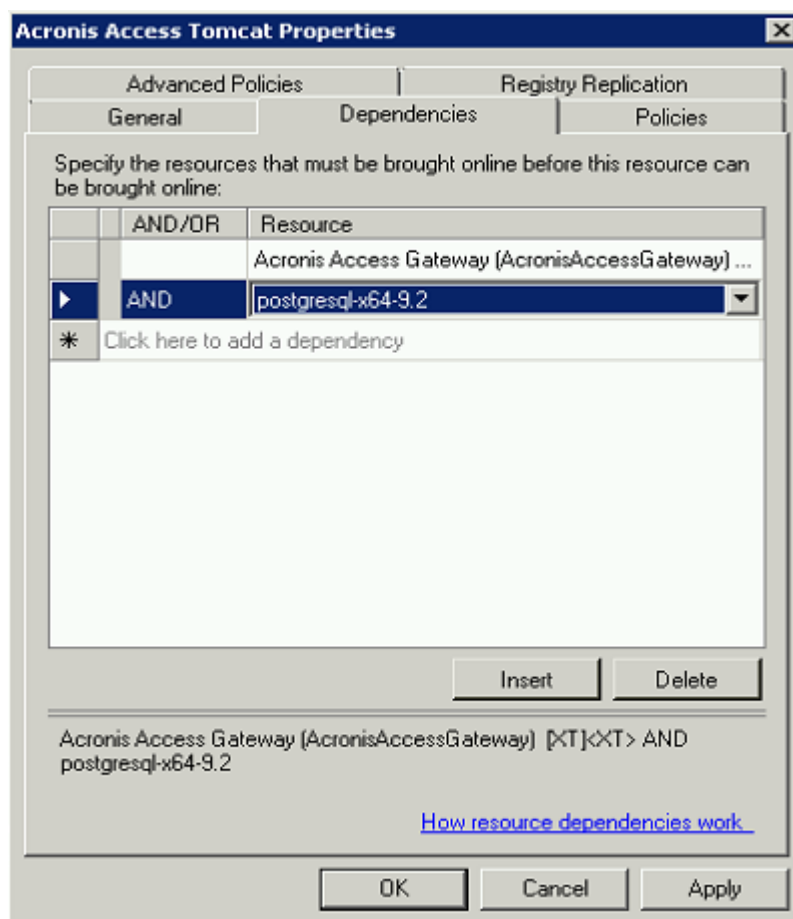 Acronis Access Tomcat Properties
Advanced Policies Registry Replication
General Dependencies Policies
Specify the resources that must be brought online before this resource can
be brought online:
AND/OR Resource
Acronis Access Gateway (AcronisAccessGateway) ...
AND postgresql-x64-9.2
Click here to add a dependency
Insert Delete
Acronis Access Gateway (AcronisAccessGateway) [XT]<XT> AND
postgresql-x64-9.2
How resource dependencies work
OK Cancel Apply